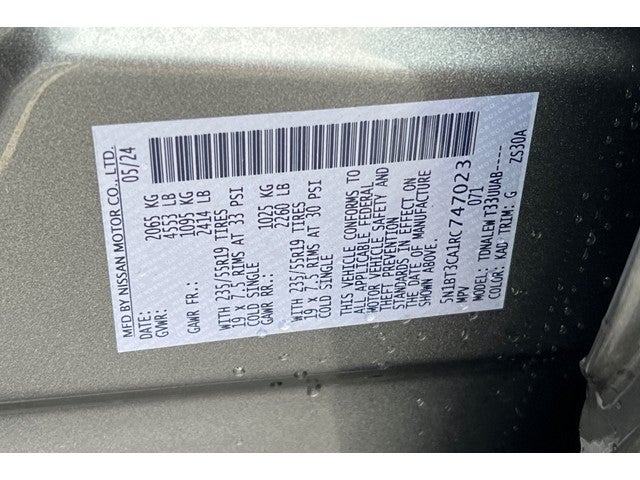 MFD BY NISSAN MOTOR CO., LTD.
DATE: 05/24
GVWR: 2065 KG
4553 LB
GAWR FR.: 1095 KG
2414 LB
WITH 235/55R19 TIRES
19 X 7.5 RIMS AT 33 PSI
COLD SINGLE
GAWR RR.: 1025 KG
2260 LB
WITH 235/55R19 TIRES
19 X 7.5 RIMS AT 30 PSI
COLD SINGLE
THIS VEHICLE CONFORMS TO
ALL APPLICABLE FEDERAL
MOTOR VEHICLE SAFETY AND
THEFT PREVENTION
STANDARDS IN EFFECT ON
THE DATE OF MANUFACTURE
SHOWN ABOVE.
5N1BT3CA1RC747023
MPV 071
MODEL: TDMALEW T33UUAB----
COLOR: KAD TRIM: G ZS30A